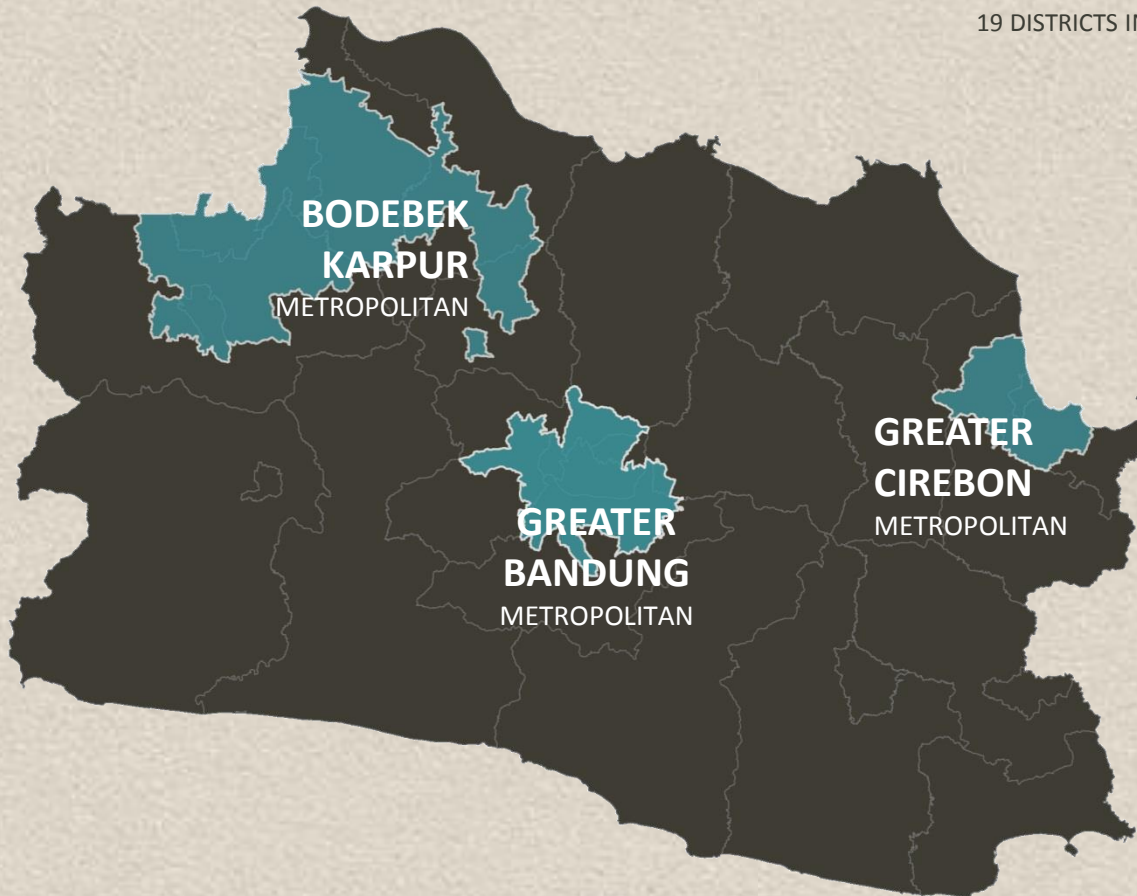 19 DISTRICTS
BODEBEK
KARPUR
METROPOLITAN
GREATER
CIREBON
METROPOLITAN
GREATER
BANDUNG
METROPOLITAN